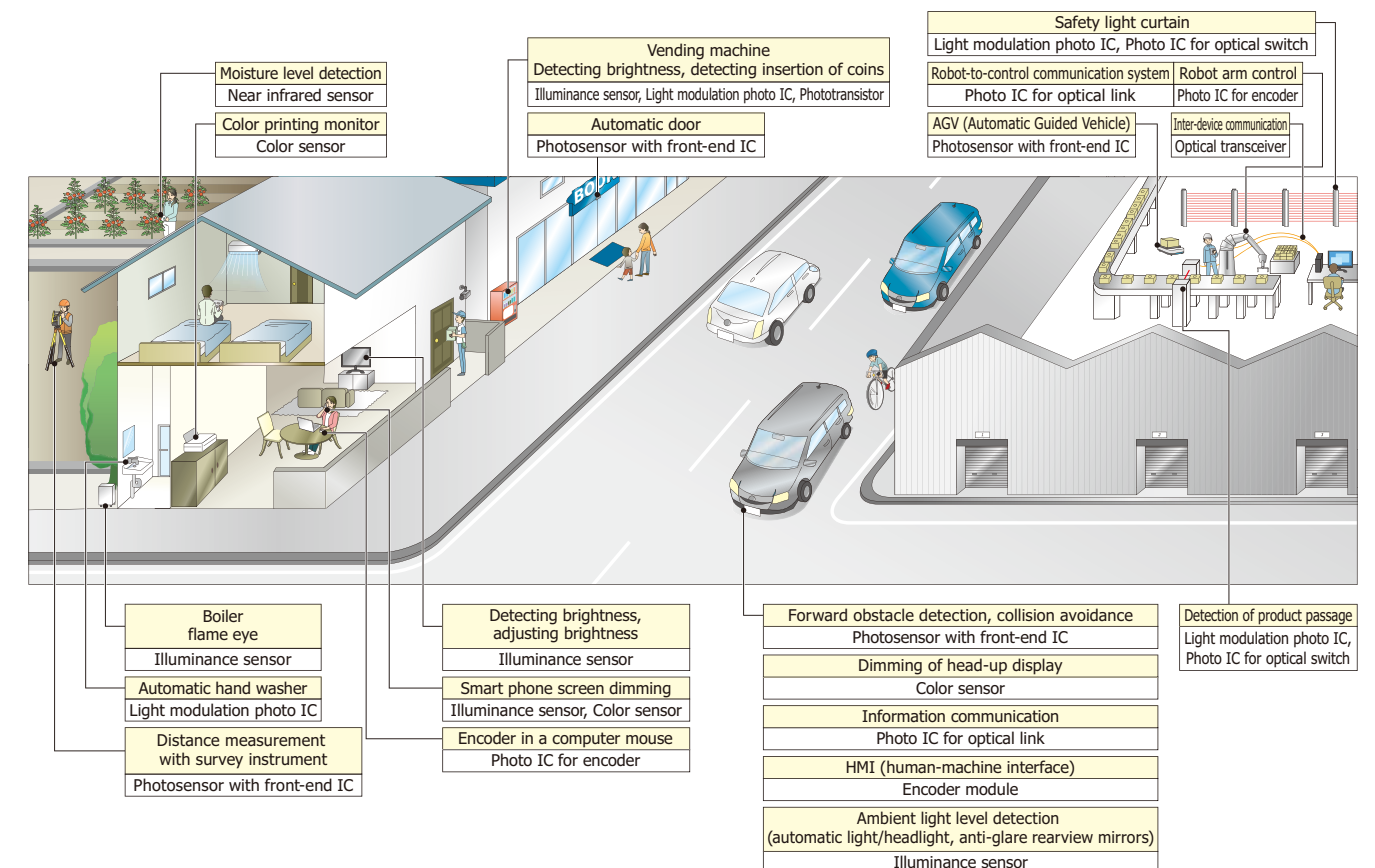 Safety light curtain
Light modulation photo IC, Photo IC for optical switch
Vending machine
Detecting brightness, detecting insertion of coins
Illuminance sensor, Light modulation photo IC, Phototransistor
Moisture level detection
Near infrared sensor
Robot-to-control communication system
Photo IC for optical link
Robot arm control
Photo IC for encoder
Color printing monitor
Color sensor
Automatic door
Photosensor with front-end IC
AGV (Automatic Guided Vehicle)
Photosensor with front-end IC
Inter-device communication
Optical transceiver
1
2
Boiler
flame eye
Illuminance sensor
Automatic hand washer
Light modulation photo IC
Distance measurement
with survey instrument
Photosensor with front-end IC
Detecting brightness,
adjusting brightness
Illuminance sensor
Smart phone screen dimming
Illuminance sensor, Color sensor
Encoder in a computer mouse
Photo IC for encoder
Forward obstacle detection, collision avoidance
Photosensor with front-end IC
Dimming of head-up display
Color sensor
Information communication
Photo IC for optical link
HMI (human-machine interface)
Encoder module
Ambient light level detection
(automatic light/headlight, anti-glare rearview mirrors)
Illuminance sensor
Detection of product passage
Light modulation photo IC,
Photo IC for optical switch